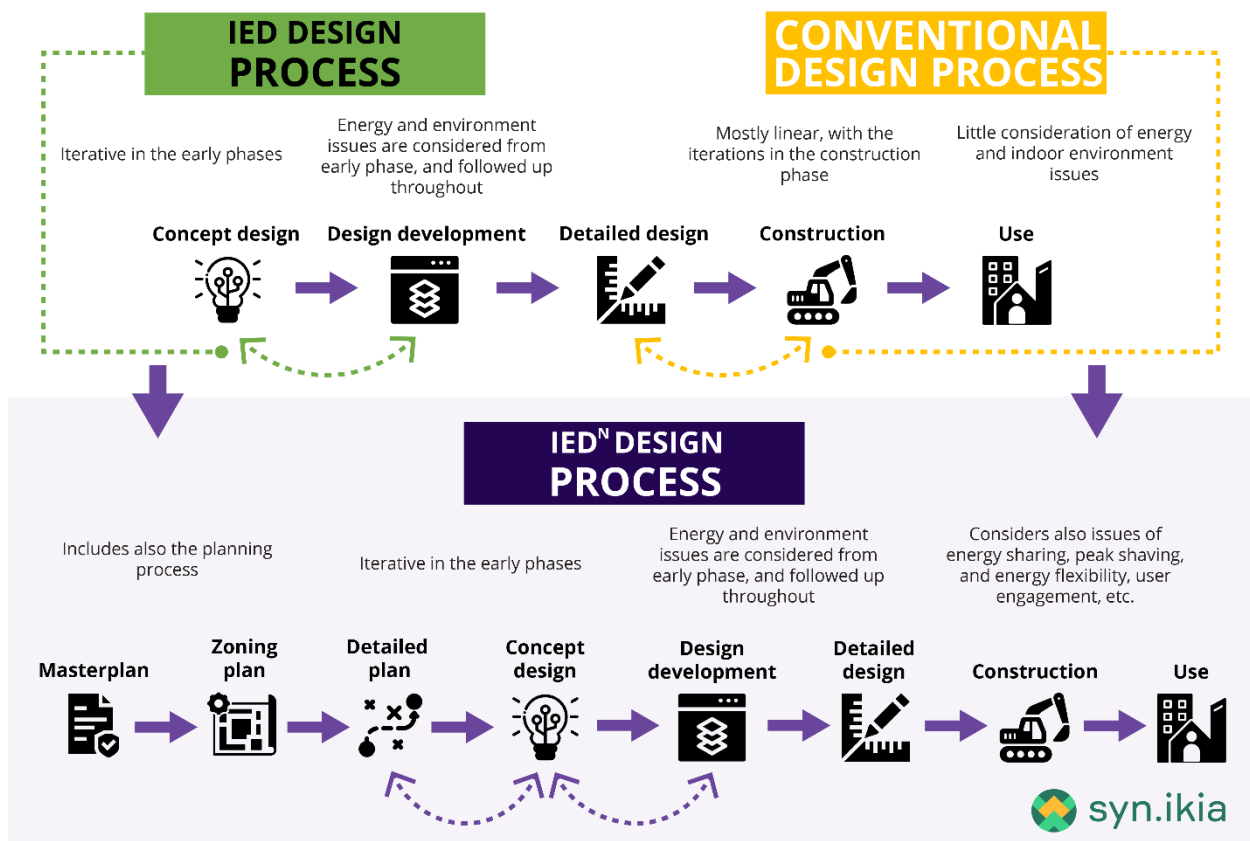 IED DESIGN
PROCESS
CONVENTIONAL
DESIGN PROCESS
Iterative in the early phases
Energy and environment
issues are considered from
early phase, and followed up
throughout
Mostly linear, with the
iterations in the construction
phase
Little consideration of energy
and indoor environment
issues
Concept design
Design development
Detailed design
Construction
Use
IEDᴺ DESIGN
PROCESS
Includes also the planning
process
Iterative in the early phases
Energy and environment
issues are considered from
early phase, and followed up
throughout
Considers also issues of
energy sharing, peak shaving,
and energy flexibility, user
engagement, etc.
Masterplan
Zoning
plan
Detailed
plan
Concept
design
Design
development
Detailed
design
Construction
Use
syn.ikia